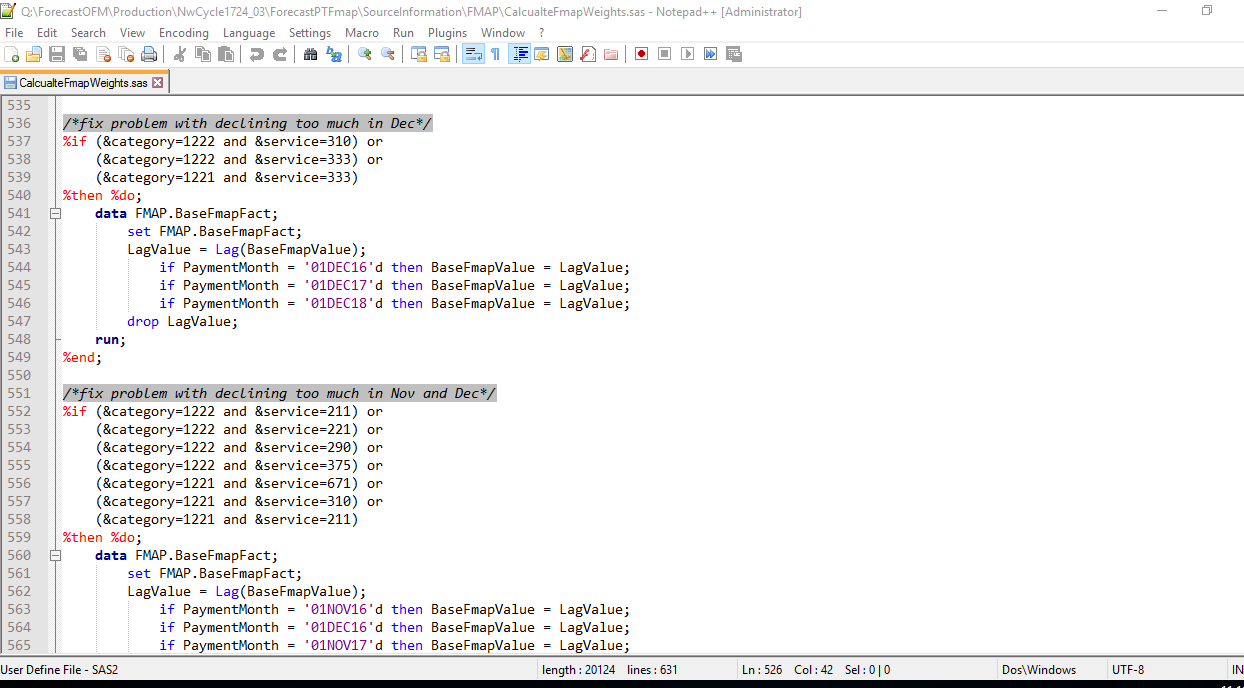 Q:\ForecastOFM\Production\NwCycle1724_03\ForecastPTFmap\SourceInformation\FMAP\CalcualteFmapWeights.sas - Notepad++ [Administrator]
File Edit Search View Encoding Language Settings Macro Run Plugins Window ?
CalcualteFmapWeights.sas
535
536 /*fix problem with declining too much in Dec*/
537 %if (&category=1222 and &service=310) or
538 (&category=1222 and &service=333) or
539 (&category=1221 and &service=333)
540 %then %do;
541 data FMAP.BaseFmapFact;
542 set FMAP.BaseFmapFact;
543 LagValue = Lag(BaseFmapValue);
544 if PaymentMonth = '01DEC16'd then BaseFmapValue = LagValue;
545 if PaymentMonth = '01DEC17'd then BaseFmapValue = LagValue;
546 if PaymentMonth = '01DEC18'd then BaseFmapValue = LagValue;
547 drop LagValue;
548 run;
549 %end;
550
551 /*fix problem with declining too much in Nov and Dec*/
552 %if (&category=1222 and &service=211) or
553 (&category=1222 and &service=221) or
554 (&category=1222 and &service=290) or
555 (&category=1222 and &service=375) or
556 (&category=1221 and &service=671) or
557 (&category=1221 and &service=310) or
558 (&category=1221 and &service=211)
559 %then %do;
560 data FMAP.BaseFmapFact;
561 set FMAP.BaseFmapFact;
562 LagValue = Lag(BaseFmapValue);
563 if PaymentMonth = '01NOV16'd then BaseFmapValue = LagValue;
564 if PaymentMonth = '01DEC16'd then BaseFmapValue = LagValue;
565 if PaymentMonth = '01NOV17'd then BaseFmapValue = LagValue;
User Define File - SAS2 length : 20124 lines : 631 Ln : 526 Col : 42 Sel : 0 | 0 Dos\Windows UTF-8 IN